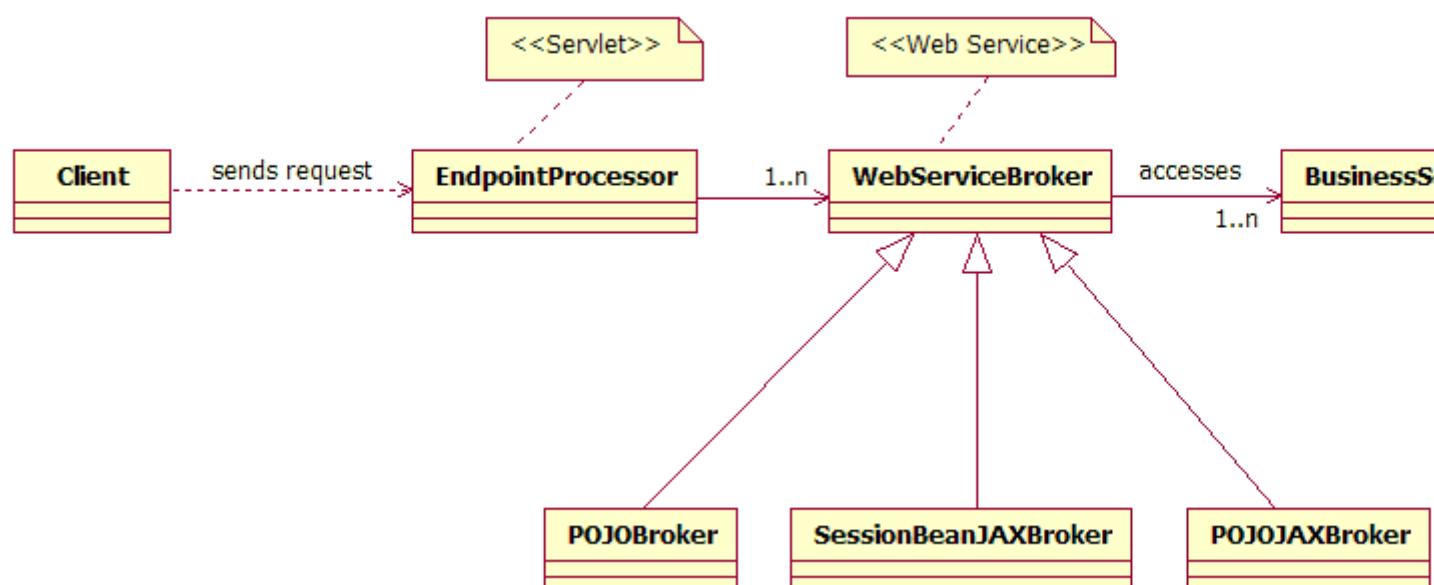 <<Servlet>>
<<Web Service>>
Client
sends request
EndpointProcessor
1..n
WebServiceBroker
accesses
1..n
POJOBroker
SessionBeanJAXBroker
POJOJAXBroker